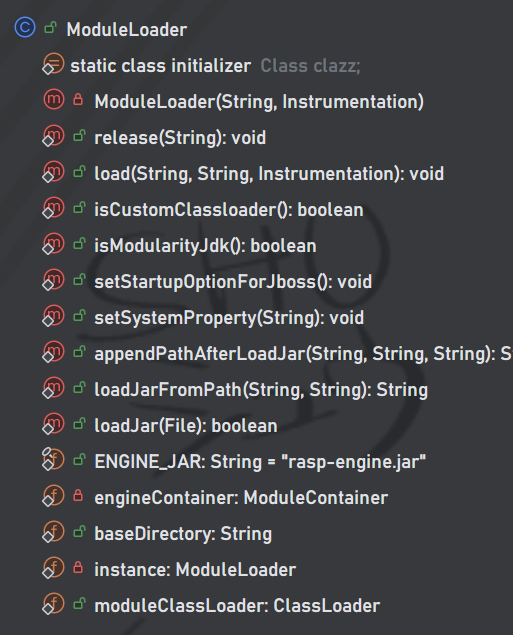 ModuleLoader
static class initializer Class clazz;
ModuleLoader(String, Instrumentation)
release(String): void
load(String, String, Instrumentation): void
isCustomClassloader(): boolean
isModularityJdk(): boolean
setStartupOptionForJboss(): void
setSystemProperty(String): void
appendPathAfterLoadJar(String, String, String): S
loadJarFromPath(String, String): String
loadJar(File): boolean
ENGINE_JAR: String = "rasp-engine.jar"
engineContainer: ModuleContainer
baseDirectory: String
instance: ModuleLoader
moduleClassLoader: ClassLoader